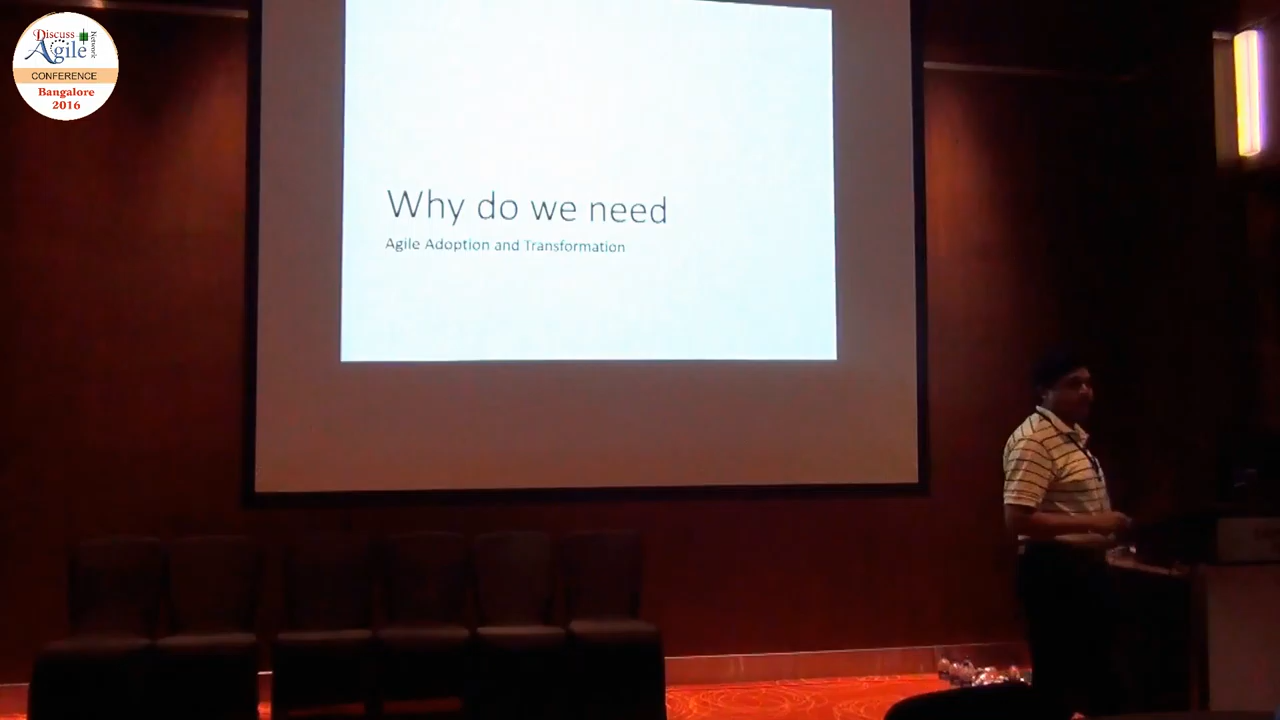 Discuss
Agile
Network
CONFERENCE
Bangalore
2016
Why do we need
Agile Adoption and Transformation